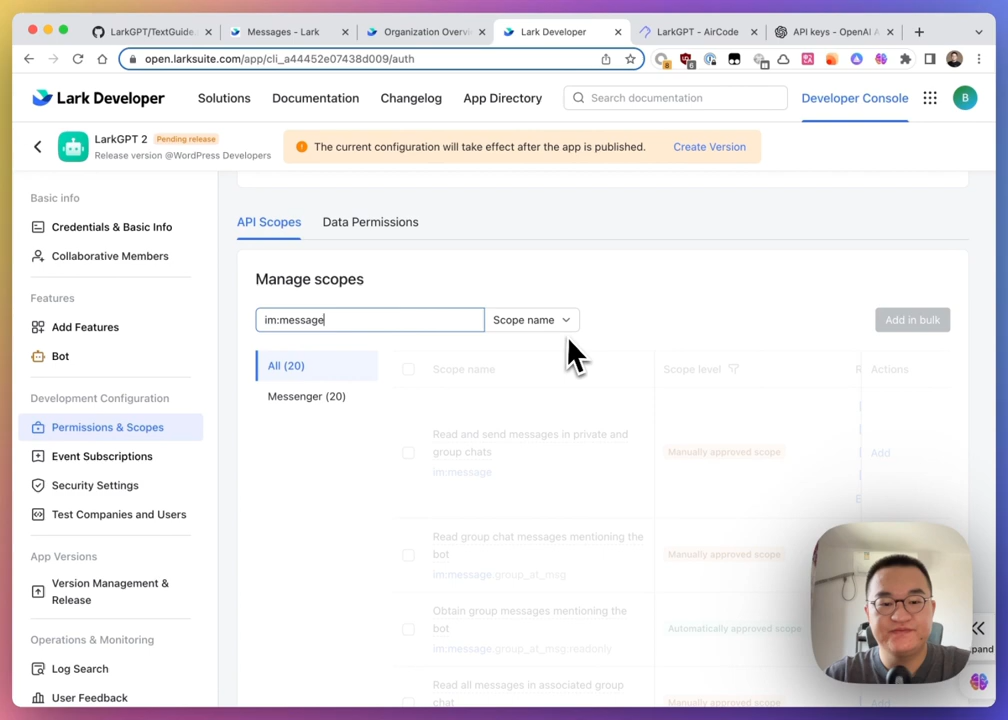 LarkGPT/TextGuide.
Messages - Lark
Organization Overvi
Lark Developer
LarkGPT - AirCode
API keys - OpenAI A
open.larksuite.com/app/cli_a44452e07438d009/auth
Lark Developer
Solutions
Documentation
Changelog
App Directory
Search documentation
Developer Console
B
LarkGPT 2
Pending release
Release version @WordPress Developers
The current configuration will take effect after the app is published.
Create Version
Basic info
Credentials & Basic Info
Collaborative Members
Features
Add Features
Bot
Development Configuration
Permissions & Scopes
Event Subscriptions
Security Settings
Test Companies and Users
App Versions
Version Management &
Release
Operations & Monitoring
Log Search
User Feedback
API Scopes
Data Permissions
Manage scopes
im:message
Scope name
Add in bulk
All (20)
Messenger (20)
Scope name
Scope level
R
Actions
Read and send messages in private and
group chats
im:message
Manually approved scope
Add
Read group chat messages mentioning the
bot
im:message.group_at_msg
Manually approved scope
Obtain group messages mentioning the
bot
im:message.group_at_msg:readonly
Automatically approved scope
Read all messages in associated group
chat
Manually approved scope
pand